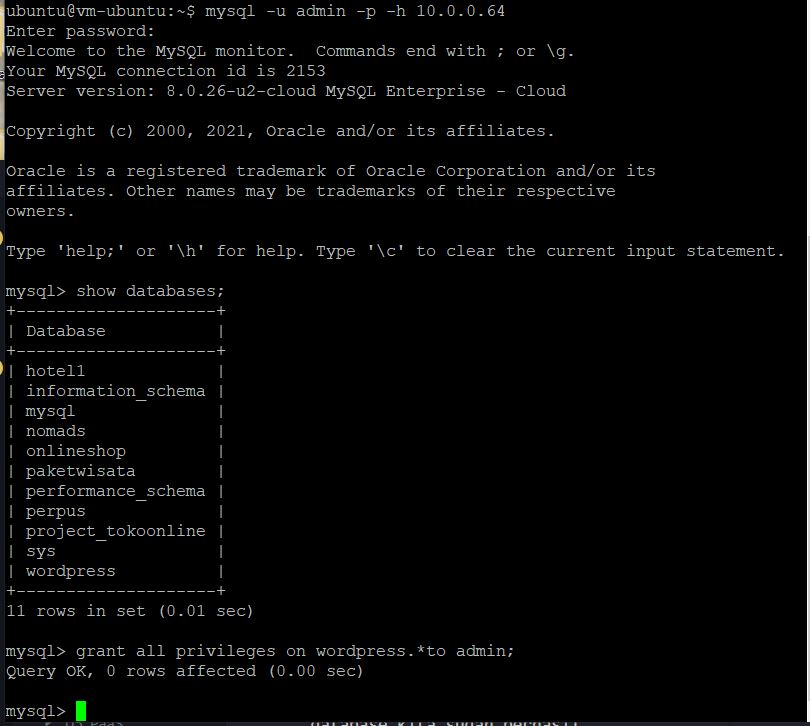 ubuntu@vm-ubuntu:~$ mysql -u admin -p -h 10.0.0.64
Enter password:
Welcome to the MySQL monitor.  Commands end with ; or \g.
Your MySQL connection id is 2153
Server version: 8.0.26-u2-cloud MySQL Enterprise - Cloud

Copyright (c) 2000, 2021, Oracle and/or its affiliates.

Oracle is a registered trademark of Oracle Corporation and/or its
affiliates. Other names may be trademarks of their respective
owners.

Type 'help;' or '\h' for help. Type '\c' to clear the current input statement.

mysql> show databases;
+--------------------+
| Database           |
+--------------------+
| hotel1             |
| information_schema |
| mysql              |
| nomads             |
| onlineshop         |
| paketwisata        |
| performance_schema |
| perpus             |
| project_tokoonline |
| sys                |
| wordpress          |
+--------------------+
11 rows in set (0.01 sec)

mysql> grant all privileges on wordpress.*to admin;
Query OK, 0 rows affected (0.00 sec)

mysql>